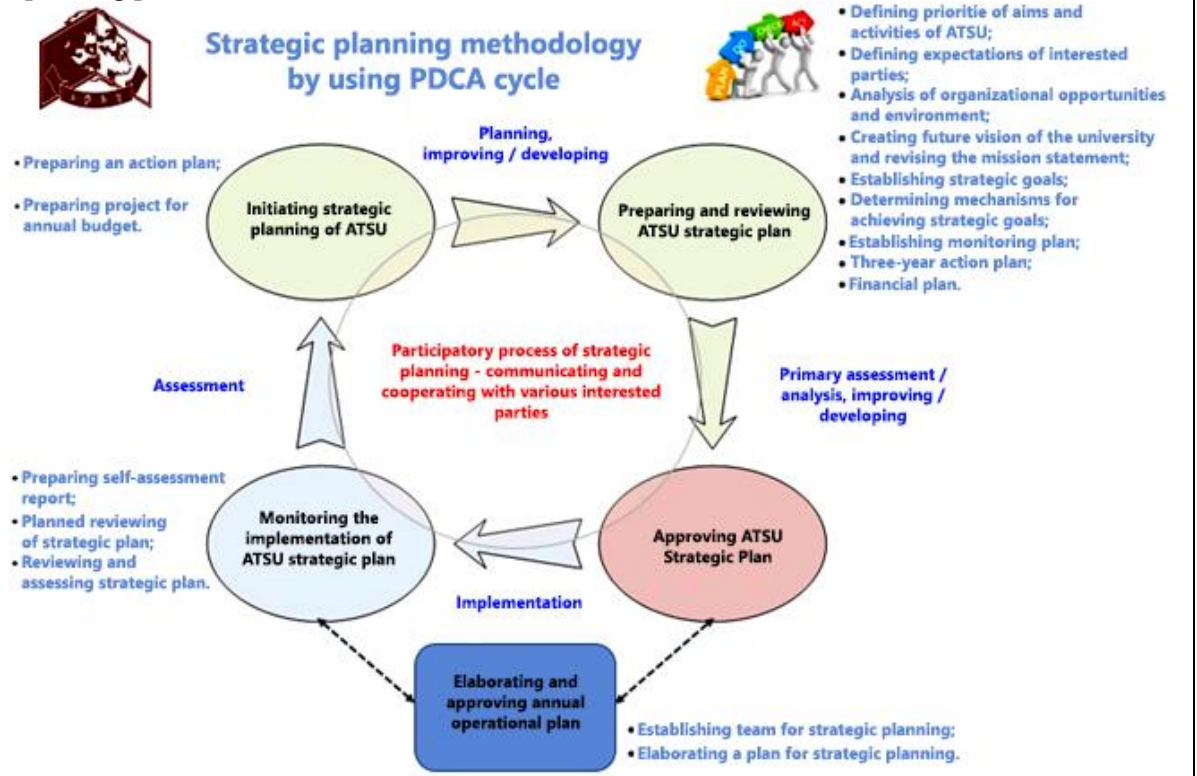 Strategic planning methodology
by using PDCA cycle
PLAN
DO
CHECK
ACT
• Defining prioritie of aims and
activities of ATSU;
• Defining expectations of interested
parties;
• Analysis of organizational opportunities
and environment;
• Creating future vision of the university
and revising the mission statement;
• Establishing strategic goals;
• Determining mechanisms for
achieving strategic goals;
• Establishing monitoring plan;
• Three-year action plan;
• Financial plan.
• Preparing an action plan;
• Preparing project for
annual budget.
Initiating strategic
planning of ATSU
Planning,
improving / developing
Preparing and reviewing
ATSU strategic plan
Assessment
Participatory process of strategic
planning - communicating and
cooperating with various interested
parties
Primary assessment /
analysis, improving /
developing
• Preparing self-assessment
report;
• Planned reviewing
of strategic plan;
• Reviewing and
assessing strategic plan.
Monitoring the
implementation of
ATSU strategic plan
Implementation
Approving ATSU
Strategic Plan
Elaborating and
approving annual
operational plan
• Establishing team for strategic planning;
• Elaborating a plan for strategic planning.